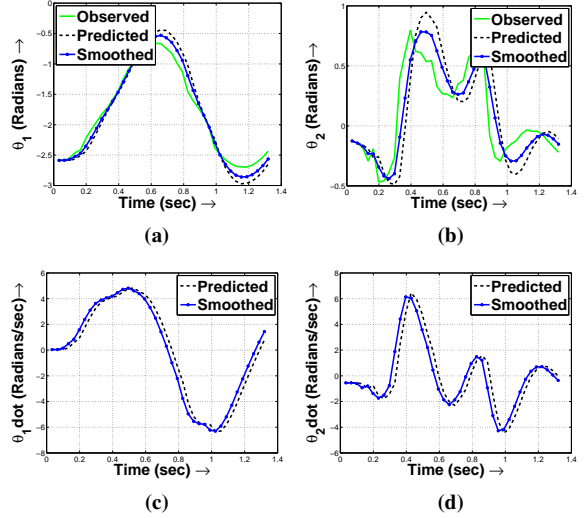 Observed
Predicted
Smoothed
θ1 (Radians) →
0
−0.5
−1
−1.5
−2
−2.5
−3
0 0.2 0.4 0.6 0.8 1 1.2 1.4
Time (sec) →
(a)
Observed
Predicted
Smoothed
θ2 (Radians) →
1
0.5
0
−0.5
0 0.2 0.4 0.6 0.8 1 1.2 1.4
Time (sec) →
(b)
Predicted
Smoothed
θ1 dot (Radians/sec) →
6
4
2
0
−2
−4
−6
−8
0 0.2 0.4 0.6 0.8 1 1.2 1.4
Time (sec) →
(c)
Predicted
Smoothed
θ2 dot (Radians/sec) →
8
6
4
2
0
−2
−4
−6
0 0.2 0.4 0.6 0.8 1 1.2 1.4
Time (sec) →
(d)